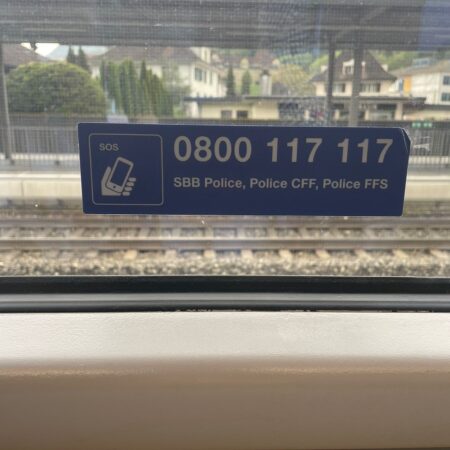 SOS
0800 117 117
SBB Police, Police CFF, Police FFS